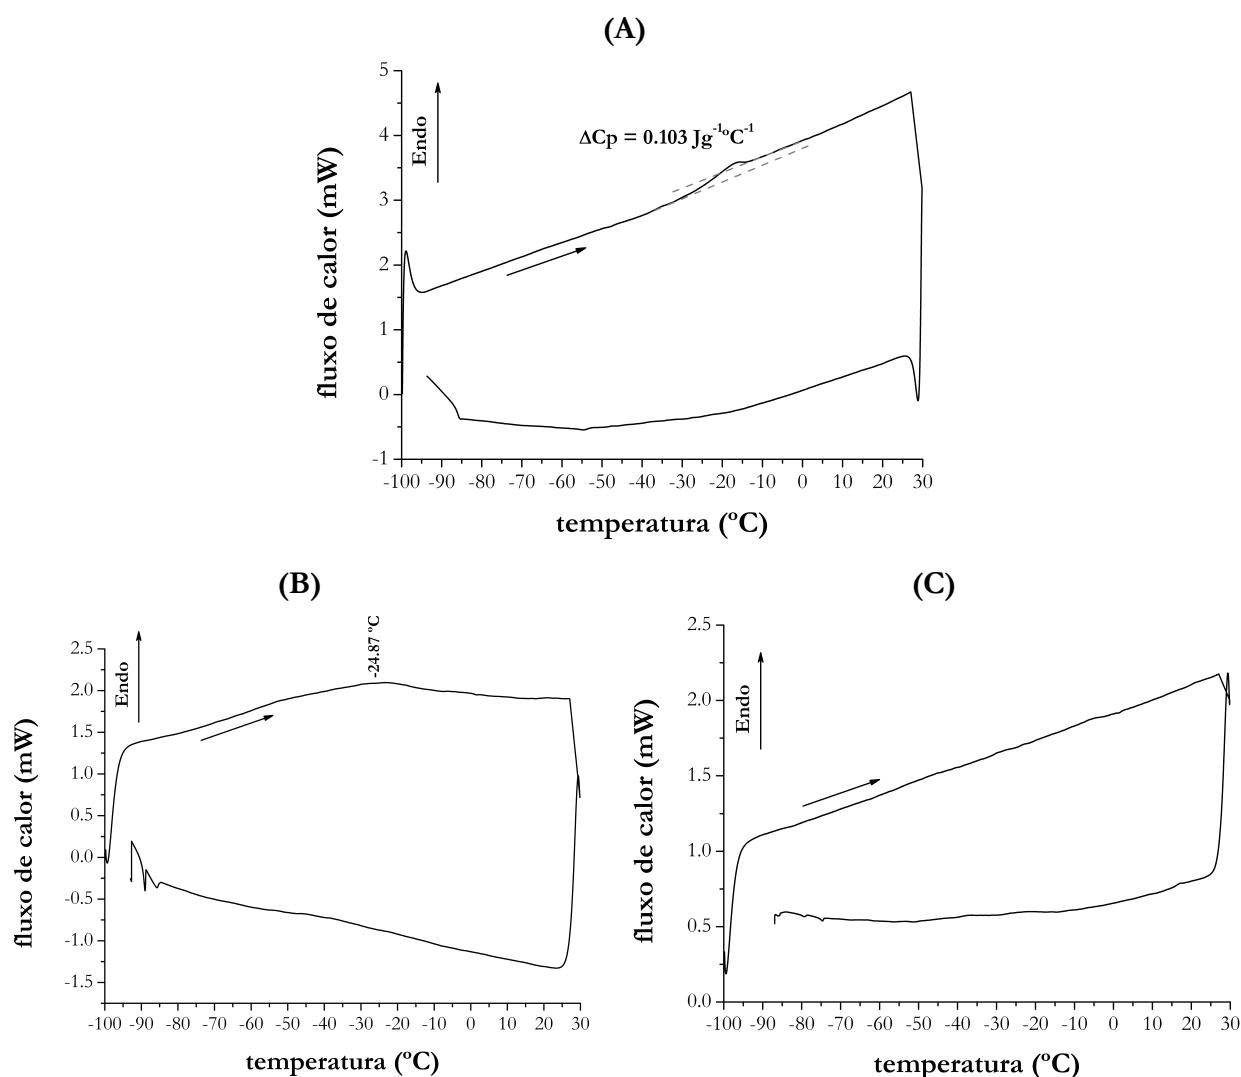 (A)
5
4
3
2
1
0
-1
fluxo de calor (mW)
Endo
ΔCp = 0.103 Jg⁻¹ºC⁻¹
-100 -90 -80 -70 -60 -50 -40 -30 -20 -10 0 10 20 30
temperatura (ºC)
(B)
2.5
2.0
1.5
1.0
0.5
0.0
-0.5
-1.0
-1.5
fluxo de calor (mW)
Endo
-24.87 ºC
-100 -90 -80 -70 -60 -50 -40 -30 -20 -10 0 10 20 30
temperatura (ºC)
(C)
2.5
2.0
1.5
1.0
0.5
0.0
fluxo de calor (mW)
Endo
-100 -90 -80 -70 -60 -50 -40 -30 -20 -10 0 10 20 30
temperatura (ºC)